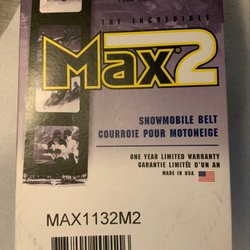 THE INCREDIBLE
Max2
SNOWMOBILE BELT
COURROIE POUR MOTONEIGE
ONE YEAR LIMITED WARRANTY
GARANTIE LIMITÉE D'UN AN
MADE IN USA
MAX1132M2